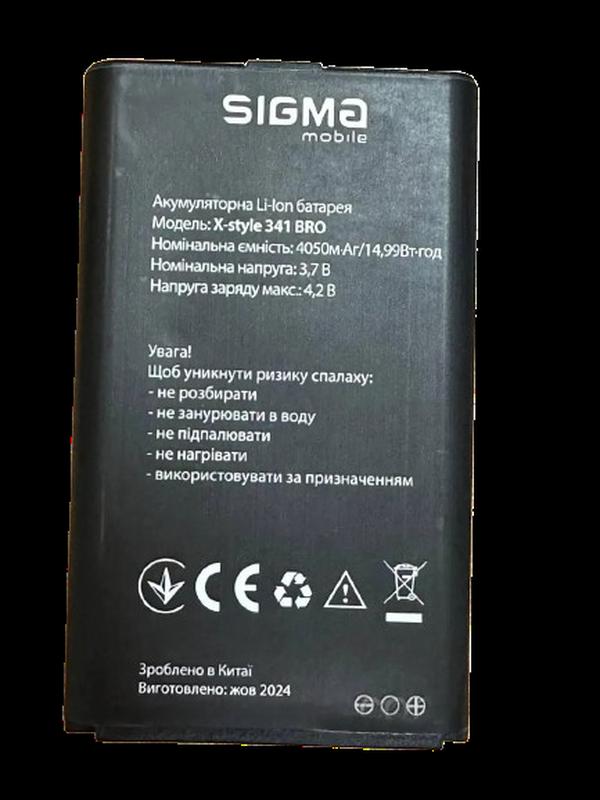 SIGMA
mobile
Акумуляторна Li-Ion батарея
Модель: X-style 341 BRO
Номінальна ємність: 4050м·Аг/14,99Вт·год
Номінальна напруга: 3,7 В
Напруга заряду макс.: 4,2 В
Увага!
Щоб уникнути ризику спалаху:
- не розбирати
- не занурювати в воду
- не підпалювати
- не нагрівати
- використовувати за призначенням
CE
Зроблено в Китаї
Виготовлено: жов 2024